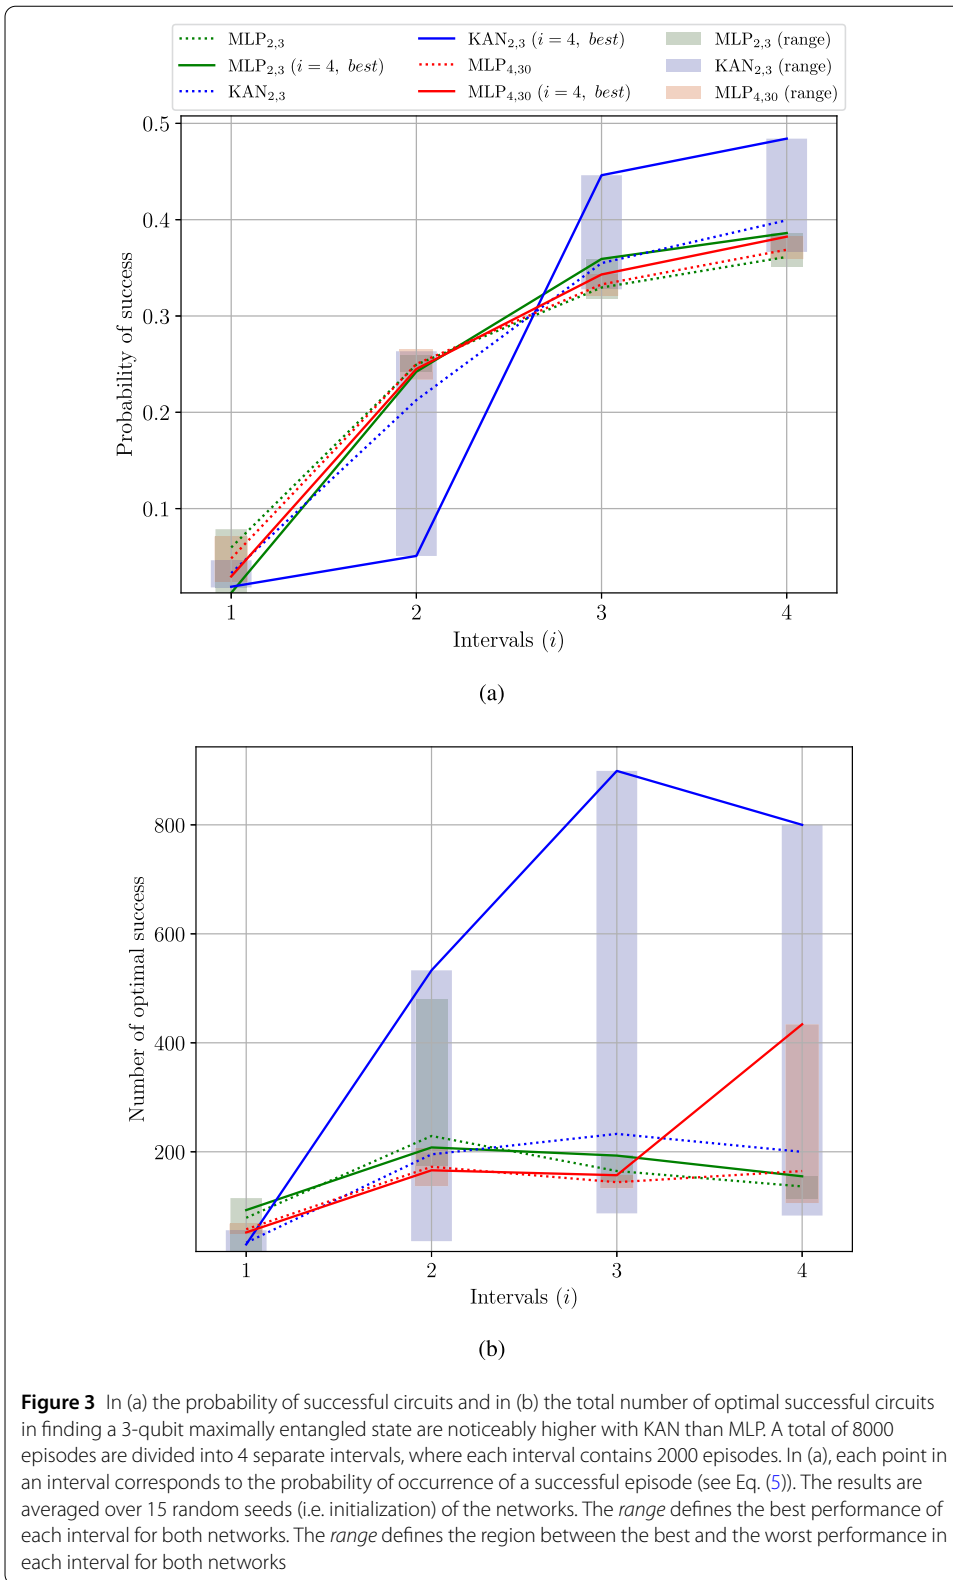 MLP2,3
MLP2,3 (i = 4, best)
KAN2,3
KAN2,3 (i = 4, best)
MLP4,30
MLP4,30 (i = 4, best)
MLP2,3 (range)
KAN2,3 (range)
MLP4,30 (range)
0.5
0.4
0.3
0.2
0.1
Probability of success
1 2 3 4
Intervals (i)
(a)
800
600
400
200
Number of optimal success
1 2 3 4
Intervals (i)
(b)
Figure 3 In (a) the probability of successful circuits and in (b) the total number of optimal successful circuits
in finding a 3-qubit maximally entangled state are noticeably higher with KAN than MLP. A total of 8000
episodes are divided into 4 separate intervals, where each interval contains 2000 episodes. In (a), each point in
an interval corresponds to the probability of occurrence of a successful episode (see Eq. (5)). The results are
averaged over 15 random seeds (i.e. initialization) of the networks. The range defines the best performance of
each interval for both networks. The range defines the region between the best and the worst performance in
each interval for both networks